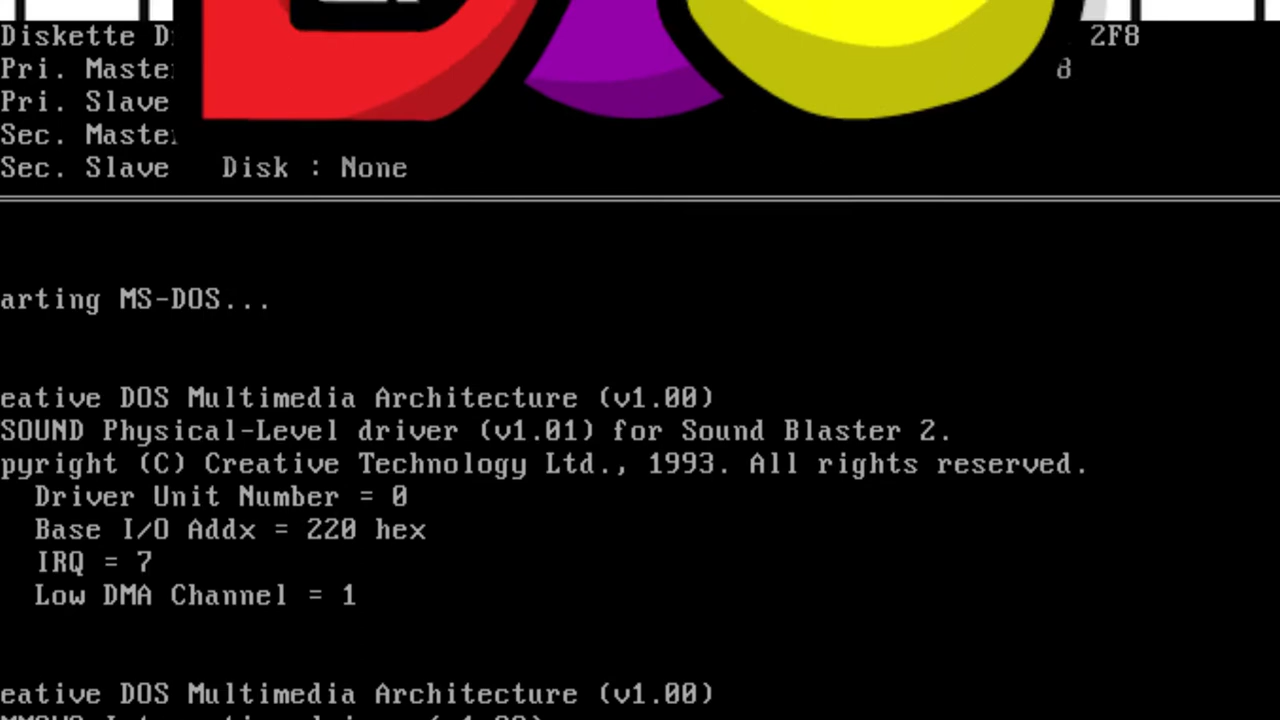 Diskette D 2F8
Pri. Maste 8
Pri. Slave
Sec. Maste
Sec. Slave Disk : None
arting MS-DOS...
eative DOS Multimedia Architecture (v1.00)
SOUND Physical-Level driver (v1.01) for Sound Blaster 2.
pyright (C) Creative Technology Ltd., 1993. All rights reserved.
Driver Unit Number = 0
Base I/O Addx = 220 hex
IRQ = 7
Low DMA Channel = 1
eative DOS Multimedia Architecture (v1.00)